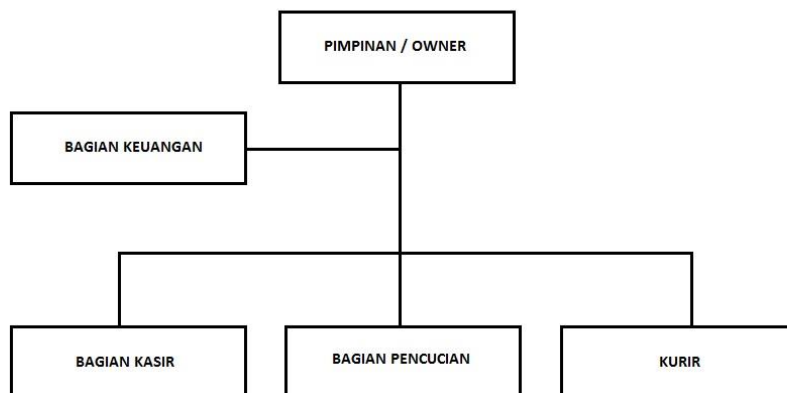 PIMPINAN / OWNER
BAGIAN KEUANGAN
BAGIAN KASIR
BAGIAN PENCUCIAN
KURIR